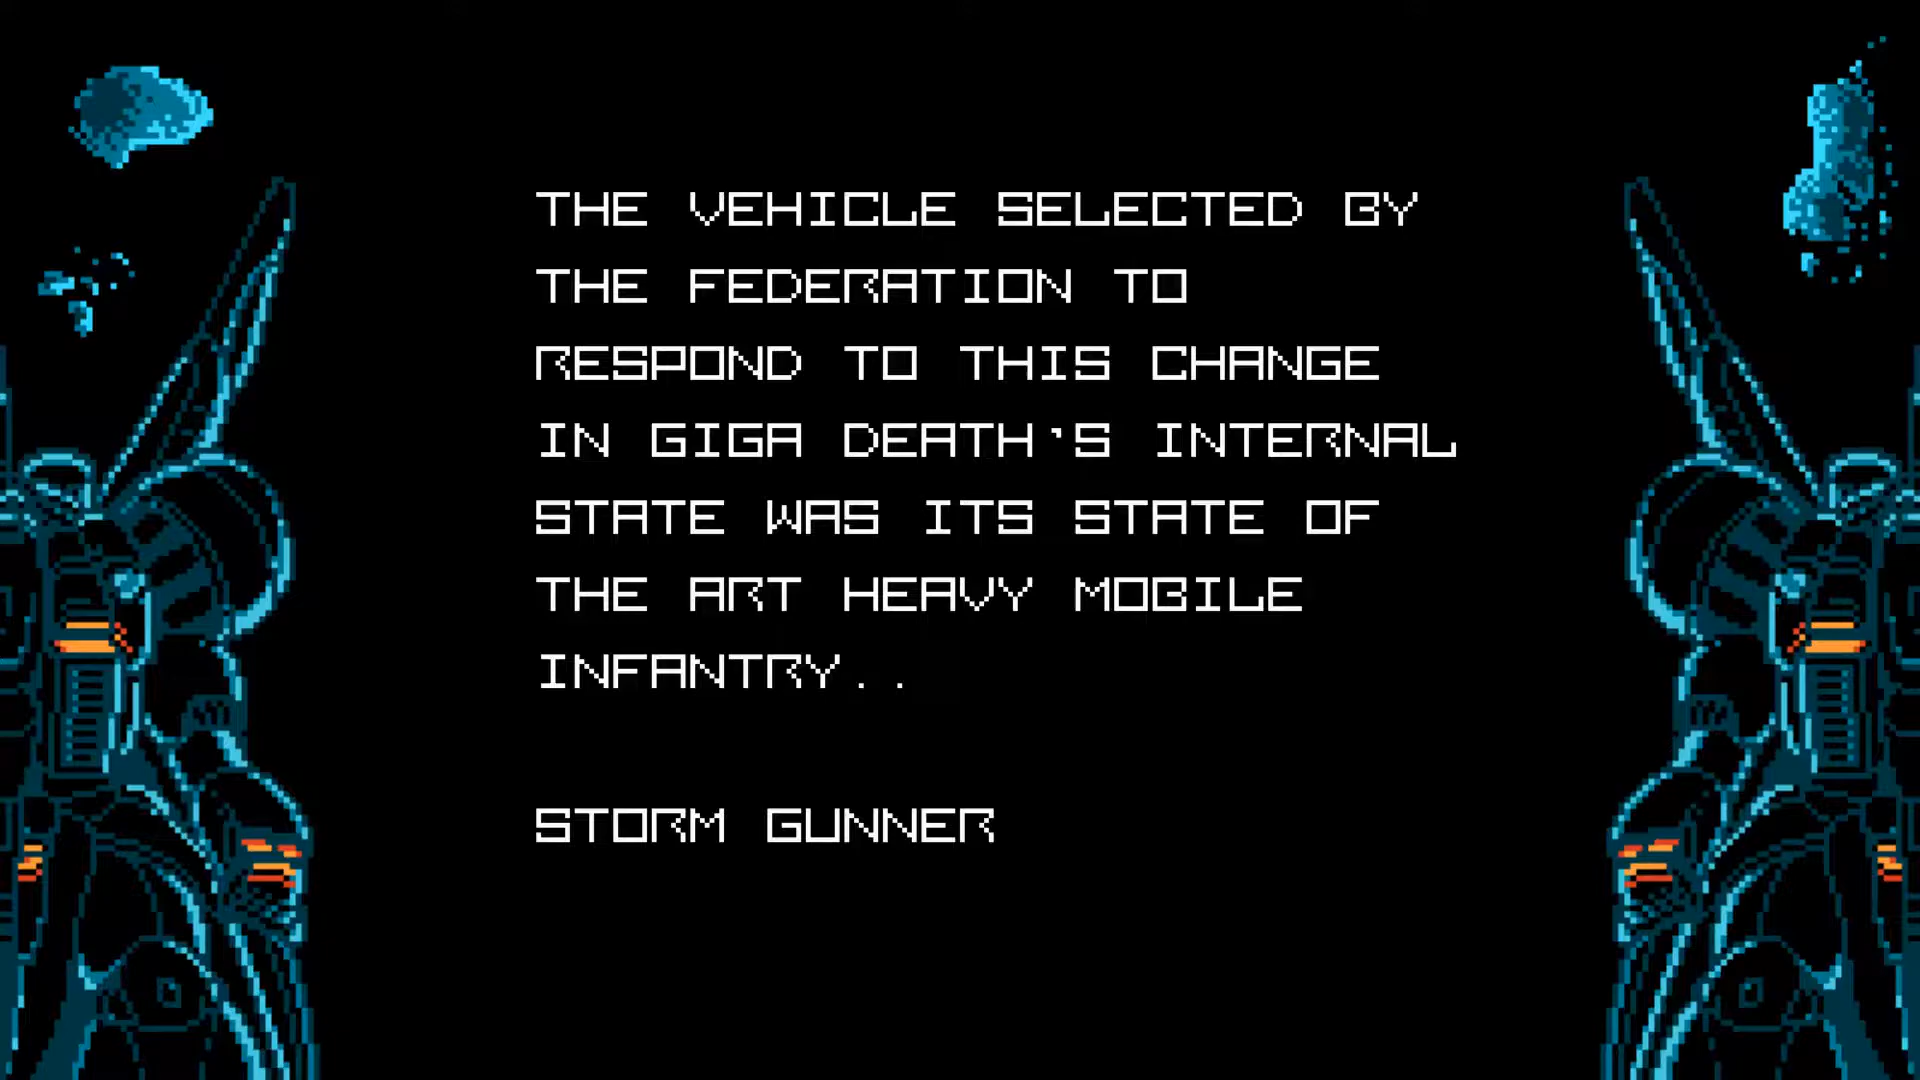 THE VEHICLE SELECTED BY
THE FEDERATION TO
RESPOND TO THIS CHANGE
IN GIGA DEATH'S INTERNAL
STATE WAS ITS STATE OF
THE ART HEAVY MOBILE
INFANTRY..
STORM GUNNER